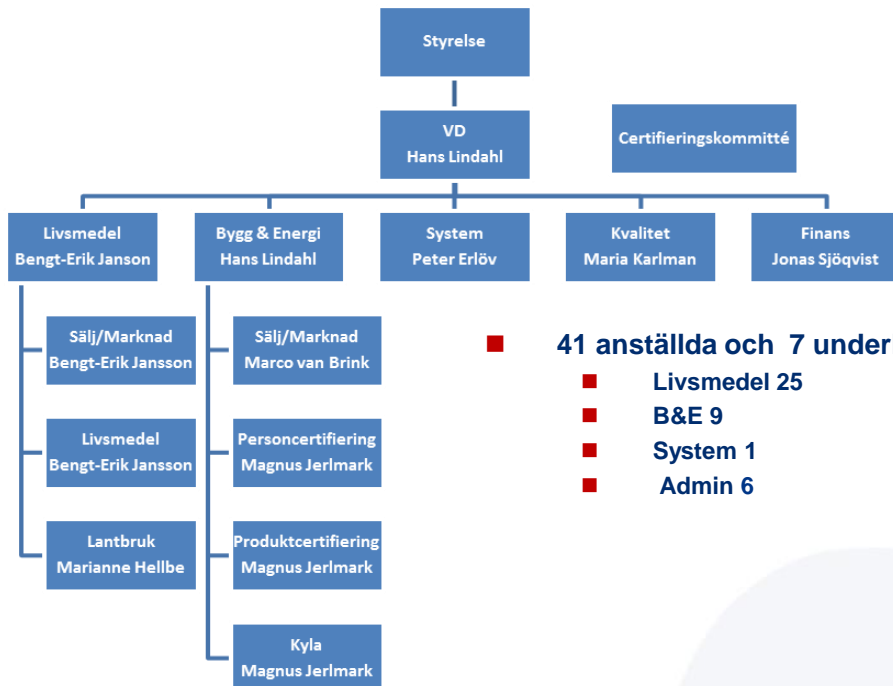 Styrelse
VD
Hans Lindahl
Certifieringskommitté
Livsmedel
Bengt-Erik Janson
Bygg & Energi
Hans Lindahl
System
Peter Erlöv
Kvalitet
Maria Karlman
Finans
Jonas Sjöqvist
Sälj/Marknad
Bengt-Erik Jansson
Livsmedel
Bengt-Erik Jansson
Lantbruk
Marianne Hellbe
Sälj/Marknad
Marco van Brink
Personcertifiering
Magnus Jerlmark
Produktcertifiering
Magnus Jerlmark
Kyla
Magnus Jerlmark
41 anställda och 7 under
Livsmedel 25
B&E 9
System 1
Admin 6